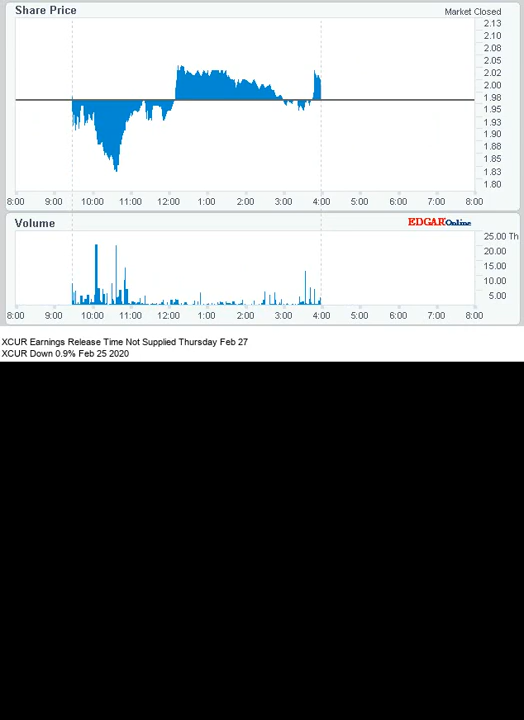 Share Price
Market Closed
2.13
2.10
2.08
2.05
2.02
2.00
1.98
1.95
1.93
1.90
1.88
1.85
1.83
1.80
8:00 9:00 10:00 11:00 12:00 1:00 2:00 3:00 4:00 5:00 6:00 7:00 8:00
Volume
EDGAROnline
25.00 Th
20.00
15.00
10.00
5.00
8:00 9:00 10:00 11:00 12:00 1:00 2:00 3:00 4:00 5:00 6:00 7:00 8:00
XCUR Earnings Release Time Not Supplied Thursday Feb 27
XCUR Down 0.9% Feb 25 2020